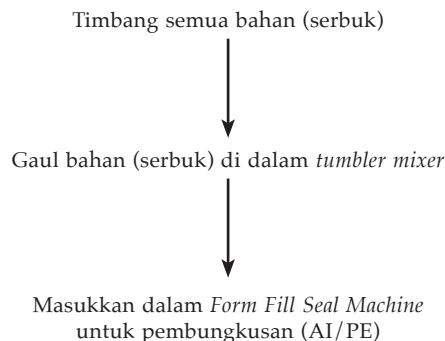 Timbang semua bahan (serbuk)
Gaul bahan (serbuk) di dalam tumbler mixer
Masukkan dalam Form Fill Seal Machine
untuk pembungkusan (AI/PE)